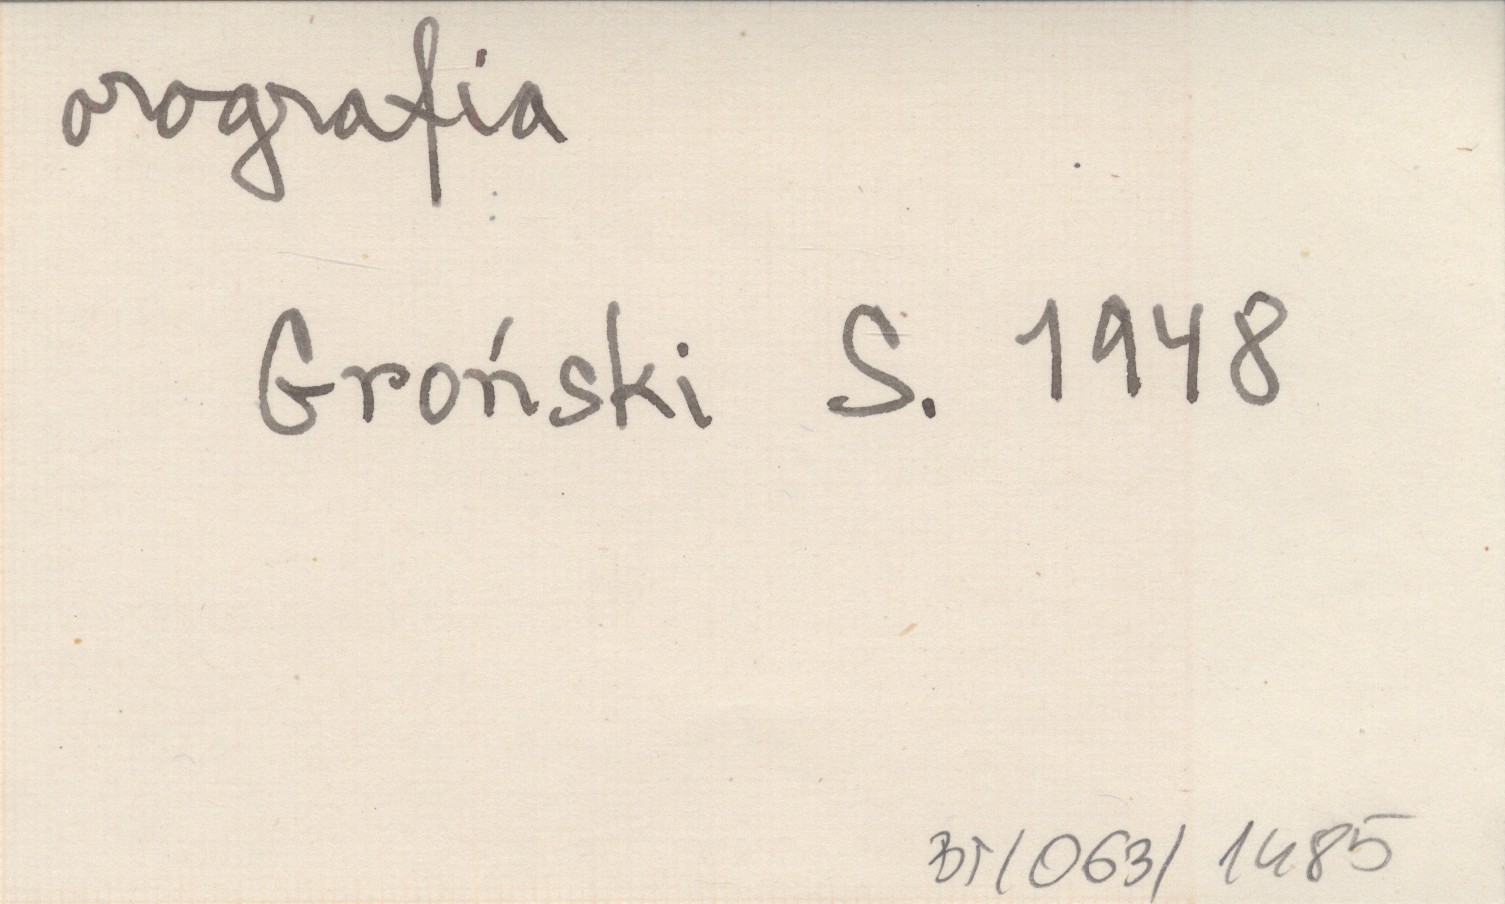 orografia
Groński S. 1948
BT/063/1485